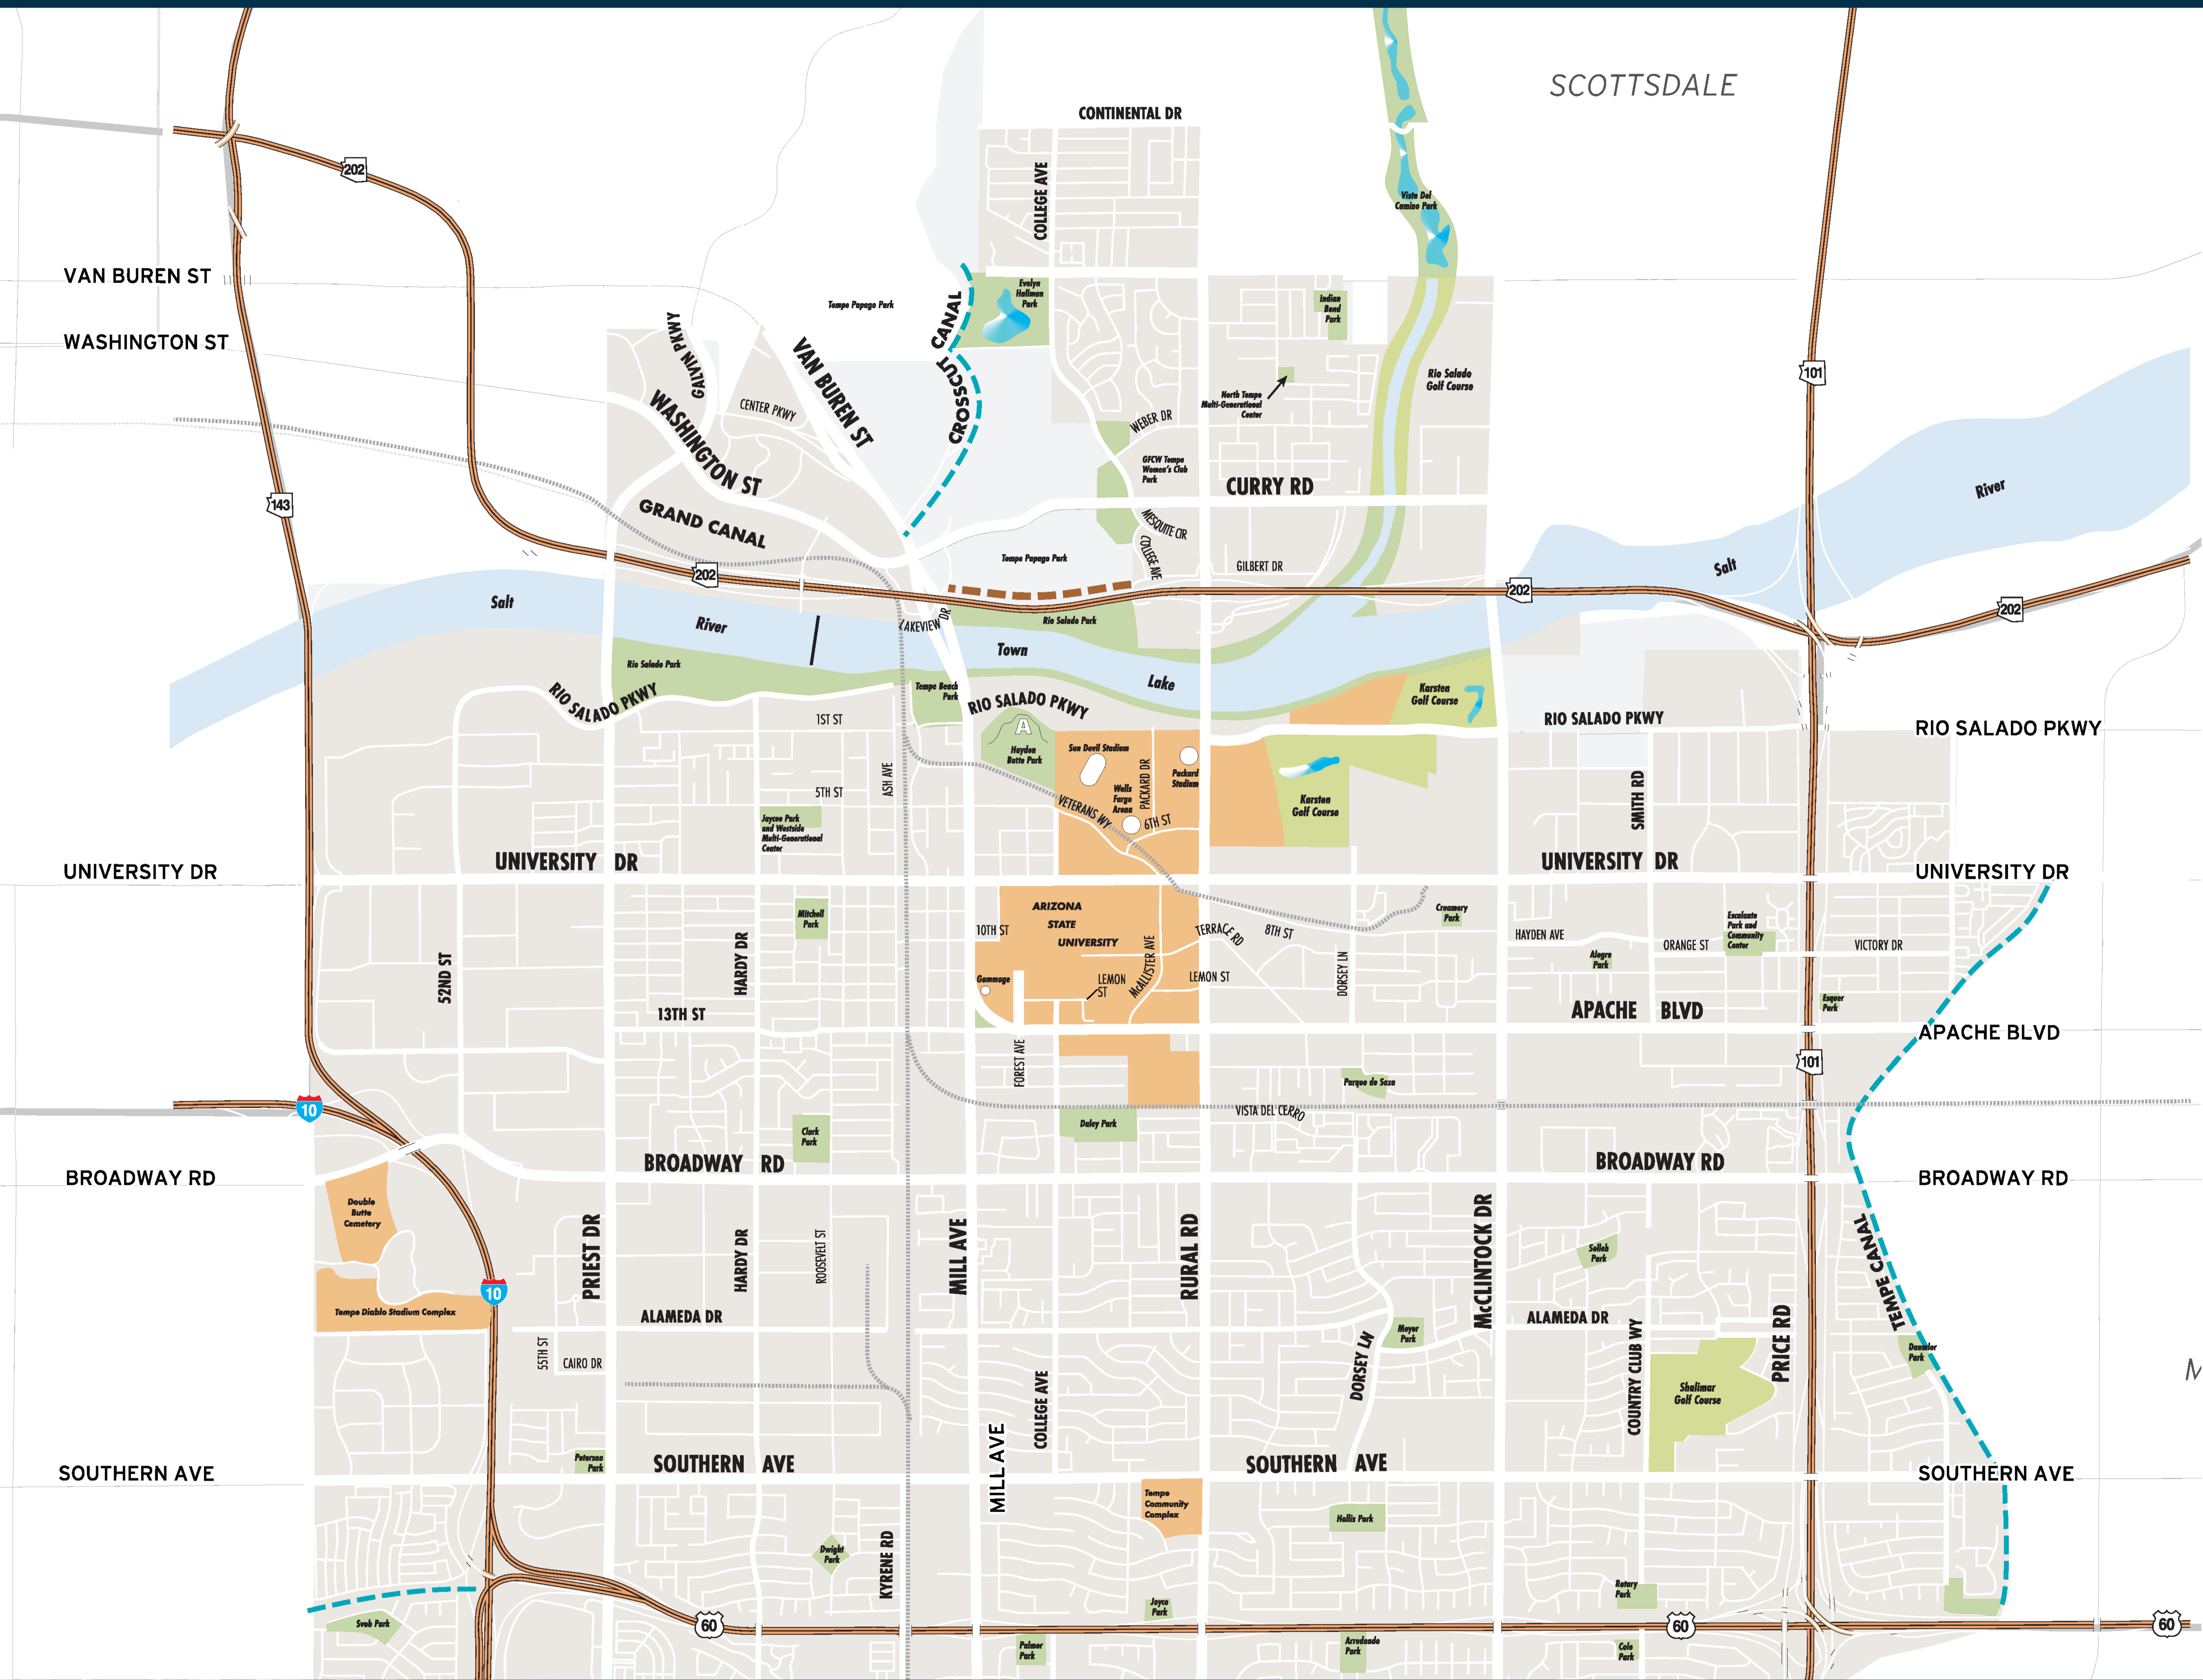 SCOTTSDALE
CONTINENTAL DR
COLLEGE AVE
202
Vista Del
Camino Park
VAN BUREN ST
WASHINGTON ST
Tempe Papago Park
Evelyn
Hallman
Park
Indian
Bend
Park
GALVIN PKWY
VAN BUREN ST
CROSSCUT CANAL
CENTER PKWY
WASHINGTON ST
North Tempe
Multi-Generational
Center
Rio Salado
Golf Course
101
WEBER DR
GFCW Tempe
Women's Club
Park
CURRY RD
143
GRAND CANAL
MESQUITE CIR
COLLEGE AVE
River
Salt
Tempe Papago Park
GILBERT DR
202
202
202
Salt
River
LAKEVIEW DR
Rio Salado Park
Town
Lake
Rio Salado Park
RIO SALADO PKWY
Tempe Beach
Park
RIO SALADO PKWY
Karsten
Golf Course
RIO SALADO PKWY
RIO SALADO PKWY
1ST ST
A
Hayden
Butte Park
Sun Devil Stadium
Packard
Stadium
PACKARD DR
Wells
Fargo
Arena
ASH AVE
5TH ST
VETERANS WY
6TH ST
Karsten
Golf Course
SMITH RD
Jaycee Park
and Westside
Multi-Generational
Center
UNIVERSITY DR
UNIVERSITY DR
UNIVERSITY DR
UNIVERSITY DR
Mitchell
Park
ARIZONA
STATE
UNIVERSITY
10TH ST
TERRACE RD
8TH ST
Creamery
Park
HAYDEN AVE
Escalante
Park and
Community
Center
ORANGE ST
VICTORY DR
Alegre
Park
52ND ST
HARDY DR
Gammage
LEMON
ST
McALLISTER AVE
LEMON ST
DORSEY LN
Esquer
Park
13TH ST
APACHE BLVD
APACHE BLVD
FOREST AVE
101
10
Parque de Soza
VISTA DEL CERRO
Clark
Park
Daley Park
BROADWAY RD
BROADWAY RD
BROADWAY RD
BROADWAY RD
Double
Butte
Cemetery
PRIEST DR
HARDY DR
ROOSEVELT ST
MILL AVE
RURAL RD
McCLINTOCK DR
Selleh
Park
TEMPE CANAL
10
Tempe Diablo Stadium Complex
ALAMEDA DR
ALAMEDA DR
Meyer
Park
COUNTRY CLUB WY
PRICE RD
55TH ST
CAIRO DR
DORSEY LN
Daumler
Park
M
Shalimar
Golf Course
COLLEGE AVE
MILL AVE
Petersen
Park
SOUTHERN AVE
SOUTHERN AVE
SOUTHERN AVE
SOUTHERN AVE
Tempe
Community
Complex
Hollis Park
Dwight
Park
KYRENE RD
Rotary
Park
Joyce
Park
Svob Park
60
60
60
Palmer
Park
Arredondo
Park
Cole
Park